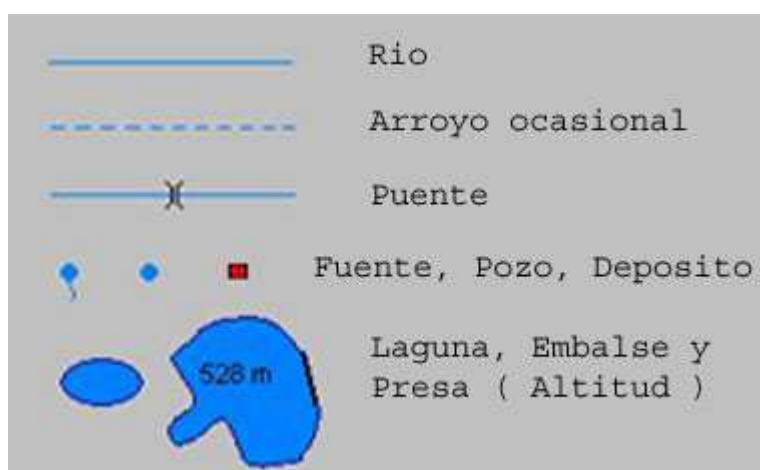 Rio
Arroyo ocasional
Puente
Fuente, Pozo, Deposito
528 m
Laguna, Embalse y
Presa ( Altitud )